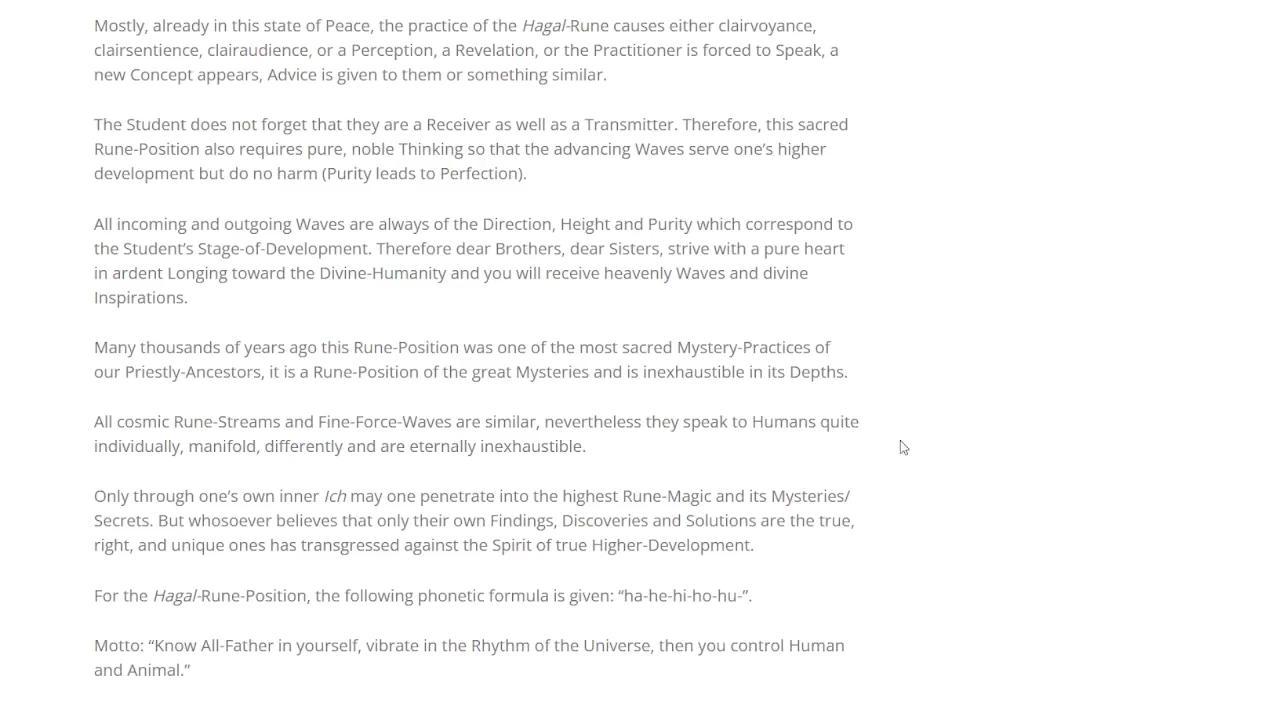 Mostly, already in this state of Peace, the practice of the Hagal-Rune causes either clairvoyance,
clairsentience, clairaudience, or a Perception, a Revelation, or the Practitioner is forced to Speak, a
new Concept appears, Advice is given to them or something similar.
The Student does not forget that they are a Receiver as well as a Transmitter. Therefore, this sacred
Rune-Position also requires pure, noble Thinking so that the advancing Waves serve one's higher
development but do no harm (Purity leads to Perfection).
All incoming and outgoing Waves are always of the Direction, Height and Purity which correspond to
the Student's Stage-of-Development. Therefore dear Brothers, dear Sisters, strive with a pure heart
in ardent Longing toward the Divine-Humanity and you will receive heavenly Waves and divine
Inspirations.
Many thousands of years ago this Rune-Position was one of the most sacred Mystery-Practices of
our Priestly-Ancestors, it is a Rune-Position of the great Mysteries and is inexhaustible in its Depths.
All cosmic Rune-Streams and Fine-Force-Waves are similar, nevertheless they speak to Humans quite
individually, manifold, differently and are eternally inexhaustible.
Only through one's own inner Ich may one penetrate into the highest Rune-Magic and its Mysteries/
Secrets. But whosoever believes that only their own Findings, Discoveries and Solutions are the true,
right, and unique ones has transgressed against the Spirit of true Higher-Development.
For the Hagal-Rune-Position, the following phonetic formula is given: “ha-he-hi-ho-hu-”.
Motto: “Know All-Father in yourself, vibrate in the Rhythm of the Universe, then you control Human
and Animal.”